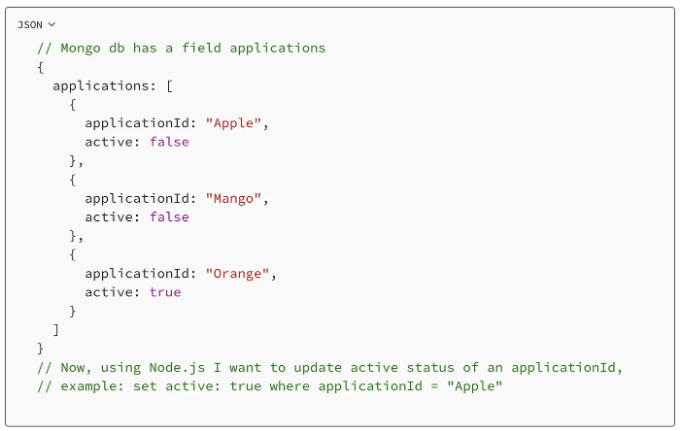 JSON
// Mongo db has a field applications
{
applications: [
{
applicationId: "Apple",
active: false
},
{
applicationId: "Mango",
active: false
},
{
applicationId: "Orange",
active: true
}
]
}
// Now, using Node.js I want to update active status of an applicationId,
// example: set active: true where applicationId = "Apple"